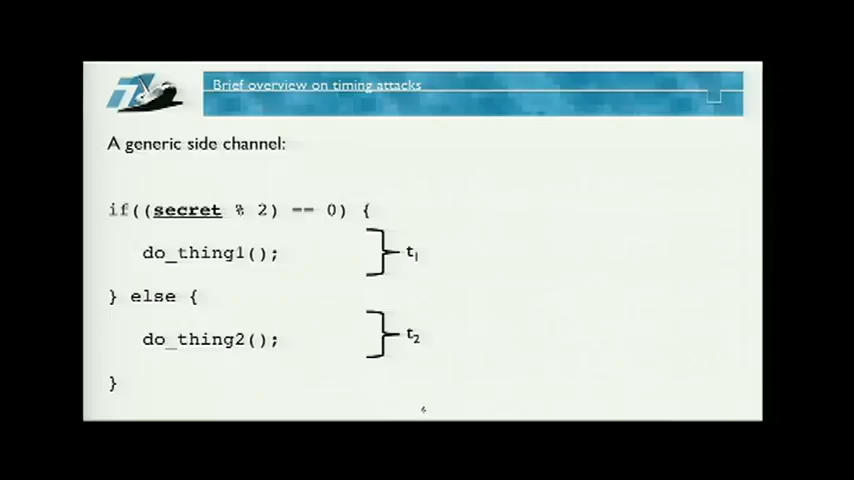 Brief overview on timing attacks
A generic side channel:
if((secret % 2) == 0) {
do_thing1();
t1
} else {
do_thing2();
t2
}